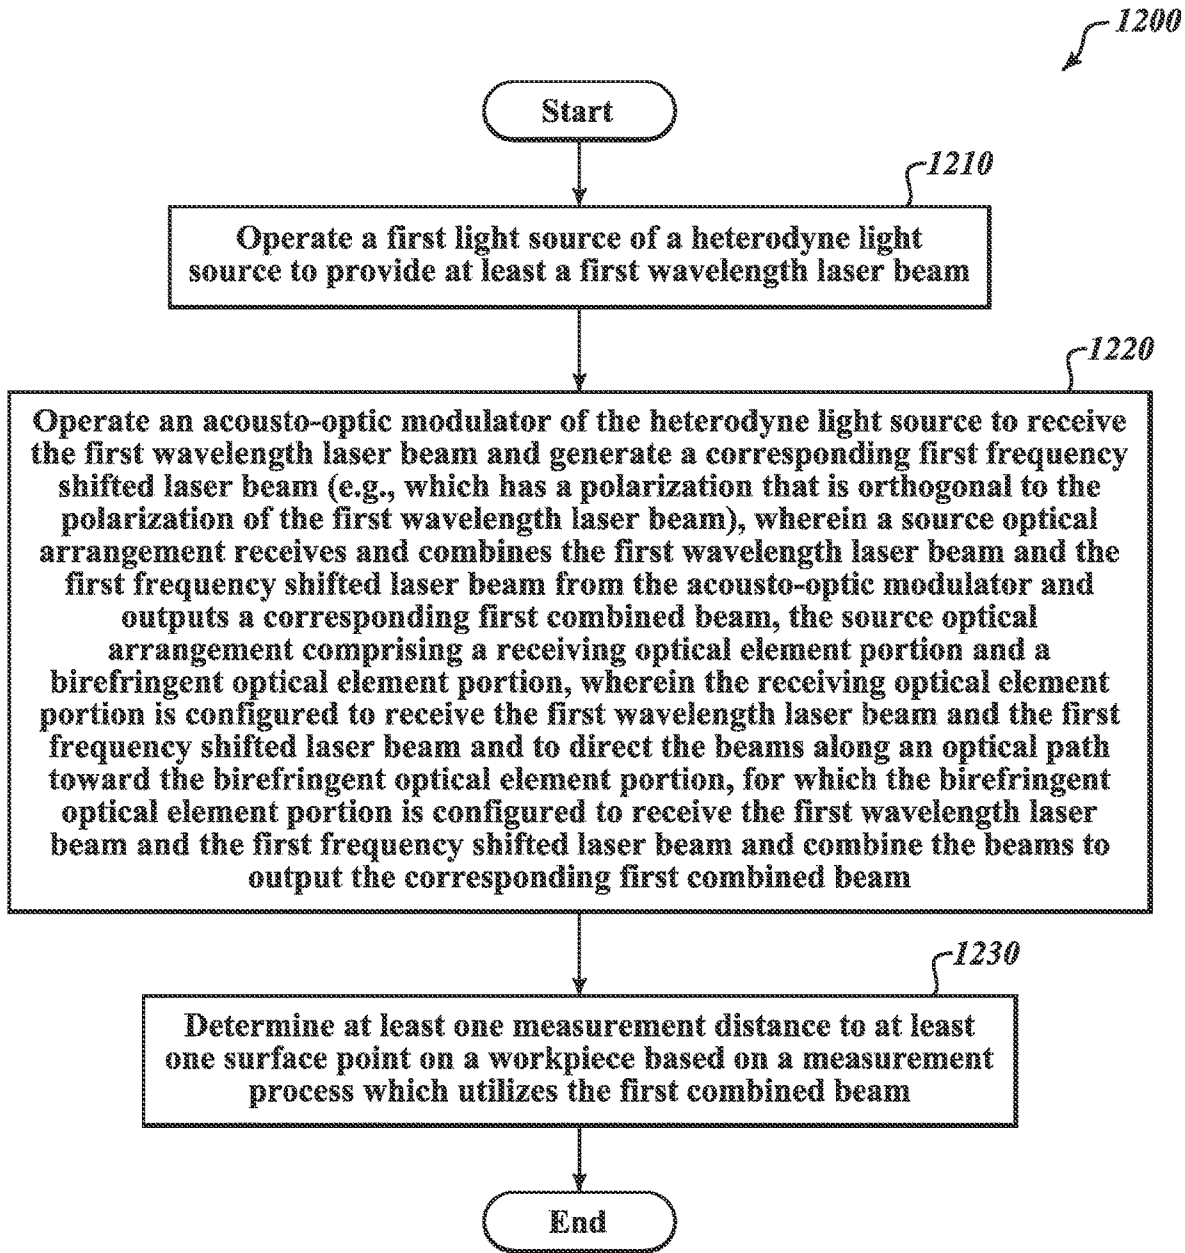 1200
Start
1210
Operate a first light source of a heterodyne light
source to provide at least a first wavelength laser beam
1220
Operate an acousto-optic modulator of the heterodyne light source to receive
the first wavelength laser beam and generate a corresponding first frequency
shifted laser beam (e.g., which has a polarization that is orthogonal to the
polarization of the first wavelength laser beam), wherein a source optical
arrangement receives and combines the first wavelength laser beam and the
first frequency shifted laser beam from the acousto-optic modulator and
outputs a corresponding first combined beam, the source optical
arrangement comprising a receiving optical element portion and a
birefringent optical element portion, wherein the receiving optical element
portion is configured to receive the first wavelength laser beam and the first
frequency shifted laser beam and to direct the beams along an optical path
toward the birefringent optical element portion, for which the birefringent
optical element portion is configured to receive the first wavelength laser
beam and the first frequency shifted laser beam and combine the beams to
output the corresponding first combined beam
1230
Determine at least one measurement distance to at least
one surface point on a workpiece based on a measurement
process which utilizes the first combined beam
End